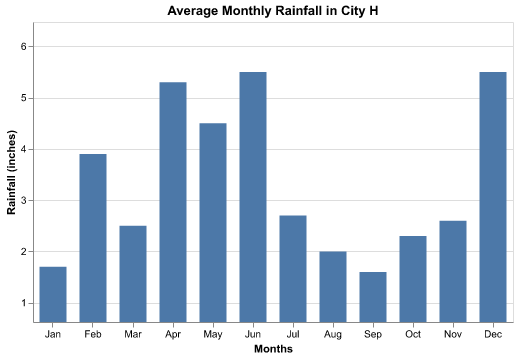 Average Monthly Rainfall in City H
Rainfall (inches)
6
5
4
3
2
1
Jan Feb Mar Apr May Jun Jul Aug Sep Oct Nov Dec
Months